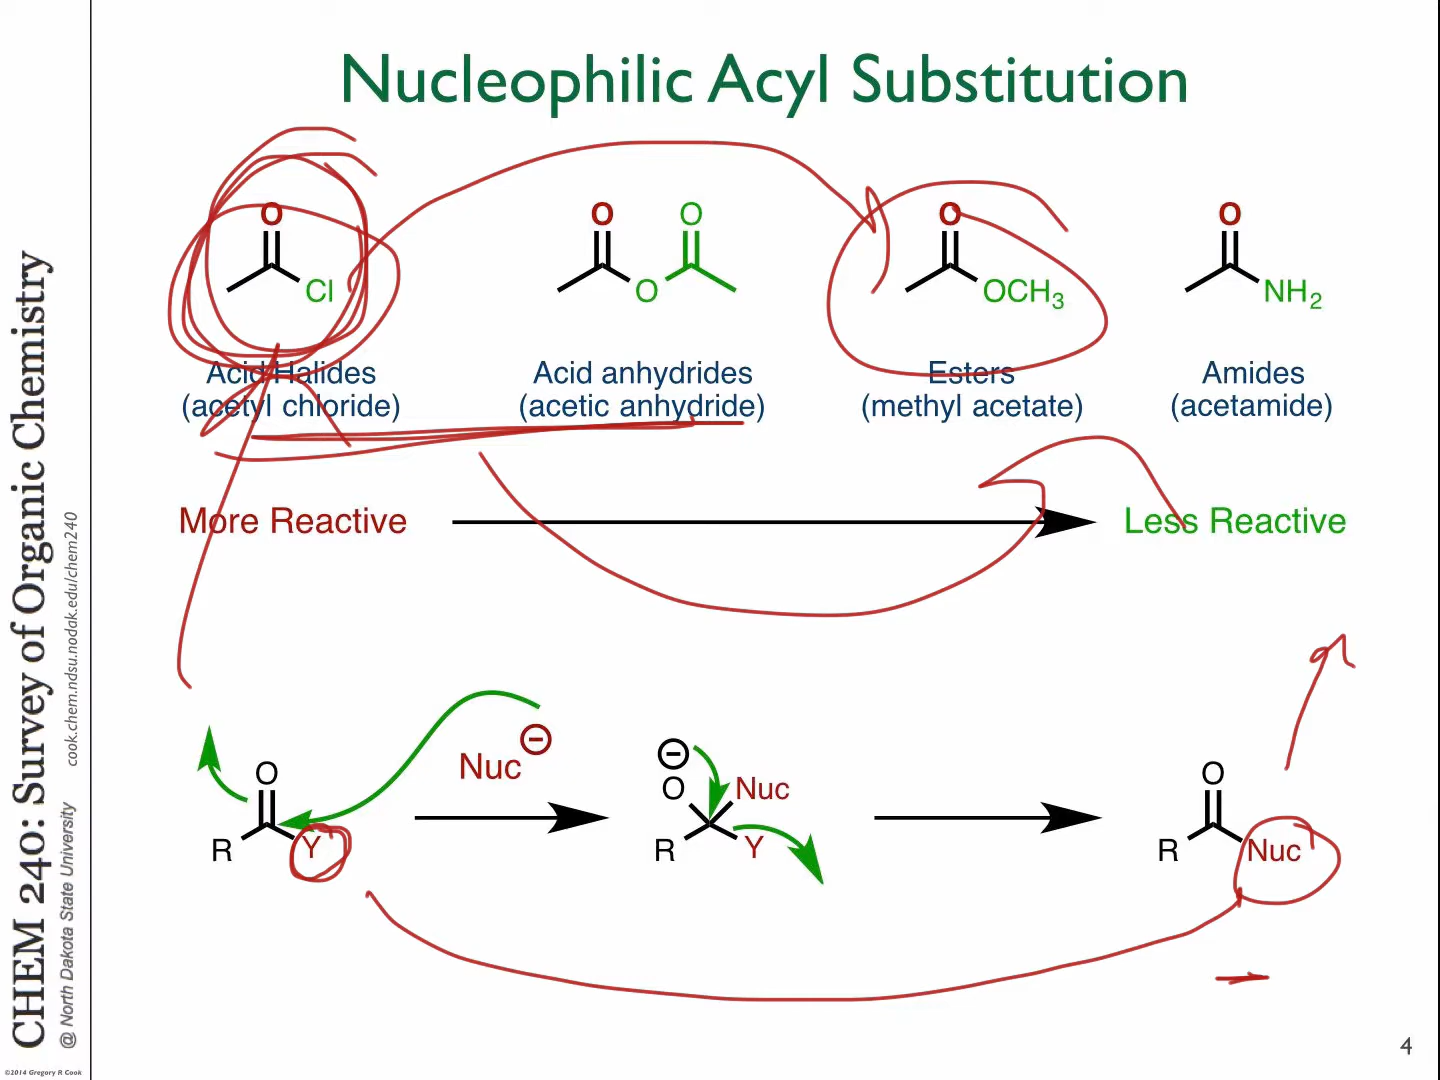 Nucleophilic Acyl Substitution
O
Cl
O
O
O
O
OCH3
O
NH2
Acid Halides
(acetyl chloride)
Acid anhydrides
(acetic anhydride)
Esters
(methyl acetate)
Amides
(acetamide)
More Reactive
Less Reactive
O
R
Y
Nuc
−
−
O
Nuc
R
Y
O
R
Nuc
CHEM 240: Survey of Organic Chemistry
@ North Dakota State University
cook.chem.ndsu.nodak.edu/chem240
©2014 Gregory R Cook
4